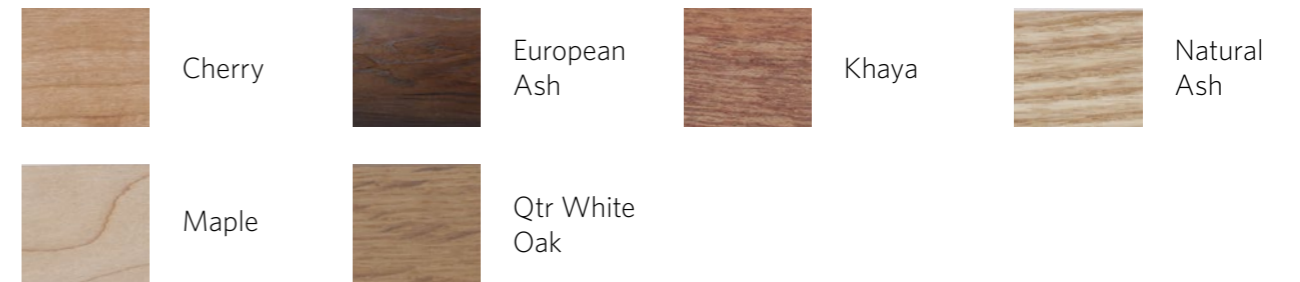 Cherry
European
Ash
Khaya
Natural
Ash
Maple
Qtr White
Oak